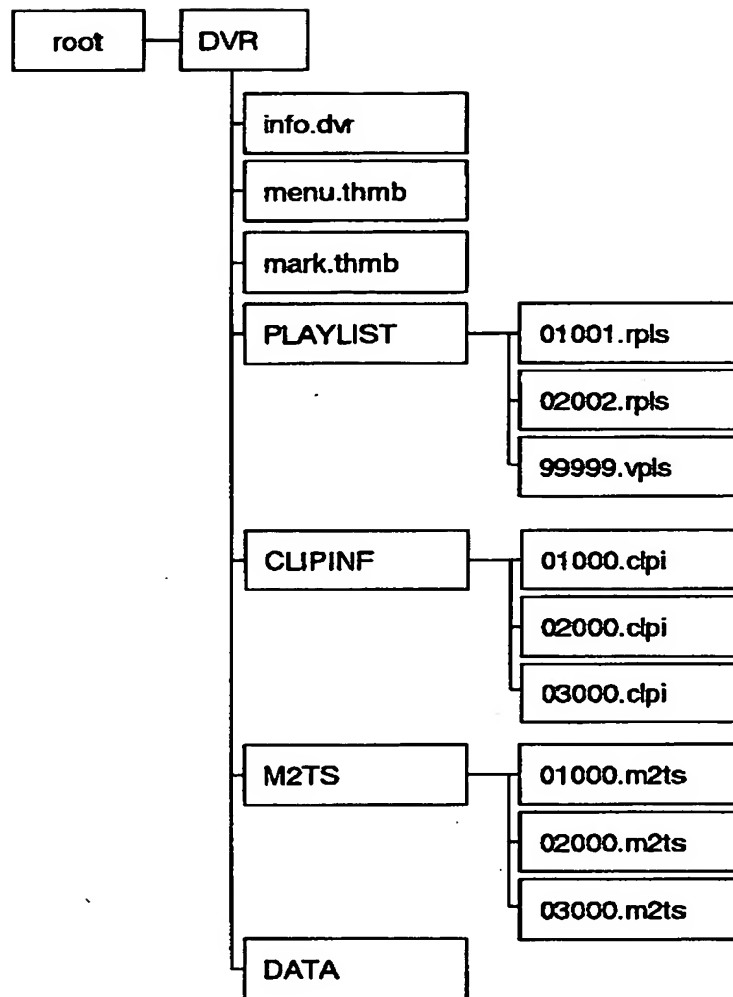 root
DVR
info.dvr
menu.thmb
mark.thmb
PLAYLIST
01001.rpls
02002.rpls
99999.vpls
CLIPINF
01000.clpi
02000.clpi
03000.clpi
M2TS
01000.m2ts
02000.m2ts
03000.m2ts
DATA